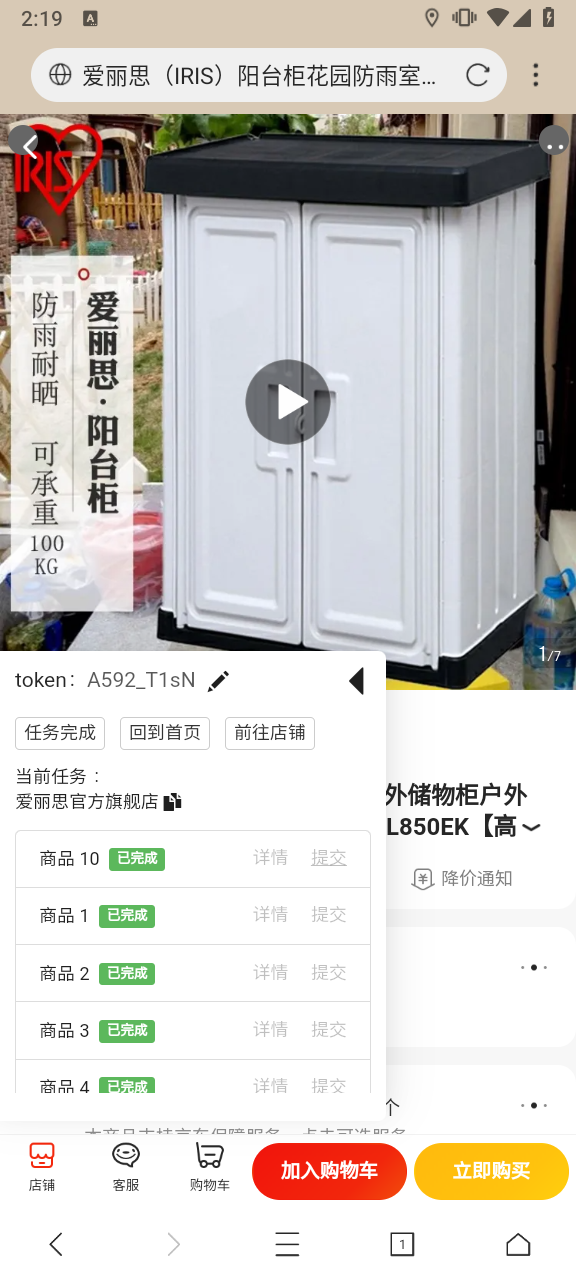 2:19
A
爱丽思（IRIS）阳台柜花园防雨室...
IRIS
爱丽思·阳台柜
防雨耐晒 可承重
100
KG
1/7
token: A592_T1sN
任务完成 回到首页 前往店铺
当前任务：
爱丽思官方旗舰店
外储物柜户外
L850EK【高
降价通知
商品 10 已完成 详情 提交
商品 1 已完成 详情 提交
商品 2 已完成 详情 提交
商品 3 已完成 详情 提交
商品 4 已完成 详情 提交
个
店铺 客服 购物车 加入购物车 立即购买
1